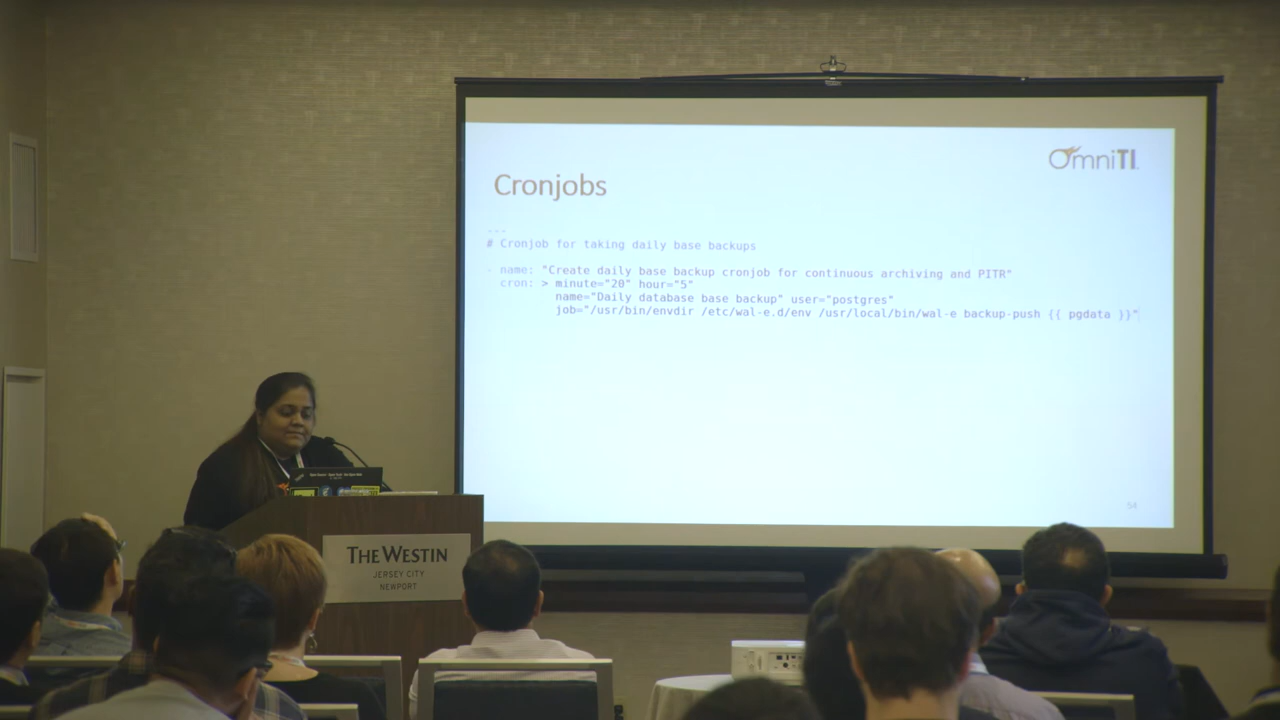 OmniTI
Cronjobs
---
# Cronjob for taking daily base backups
- name: "Create daily base backup cronjob for continuous archiving and PITR"
cron: > minute="20" hour="5"
name="Daily database base backup" user="postgres"
job="/usr/bin/envdir /etc/wal-e.d/env /usr/local/bin/wal-e backup-push {{ pgdata }}"
54
THE WESTIN
JERSEY CITY
NEWPORT